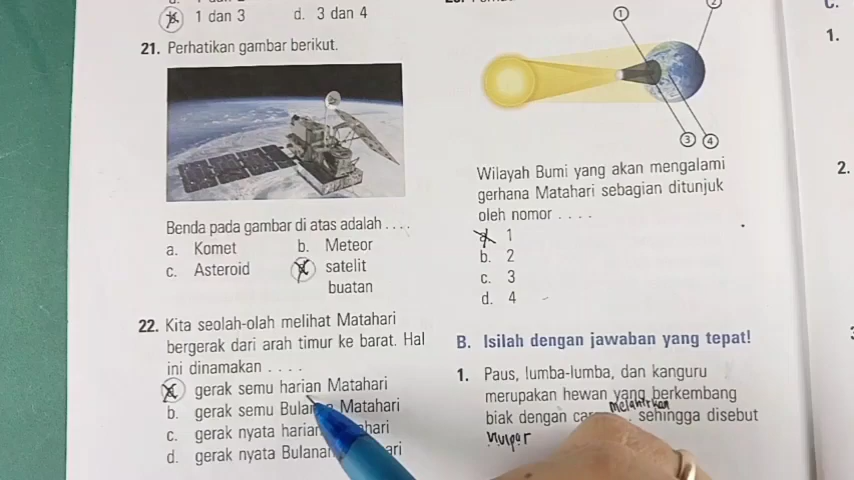 1 dan 3 d. 3 dan 4
21. Perhatikan gambar berikut.
Benda pada gambar di atas adalah . . . .
a. Komet b. Meteor
c. Asteroid d. satelit
buatan
22. Kita seolah-olah melihat Matahari
bergerak dari arah timur ke barat. Hal
ini dinamakan . . . .
a. gerak semu harian Matahari
b. gerak semu Matahari
c. gerak nyata harian
d. gerak nyata Bulanan
1
2
3 4
Wilayah Bumi yang akan mengalami
gerhana Matahari sebagian ditunjuk
oleh nomor . . . .
a. 1
b. 2
c. 3
d. 4
B. Isilah dengan jawaban yang tepat!
1. Paus, lumba-lumba, dan kanguru
merupakan hewan yang berkembang
biak dengan melahirkan sehingga disebut
C.
1.
2.